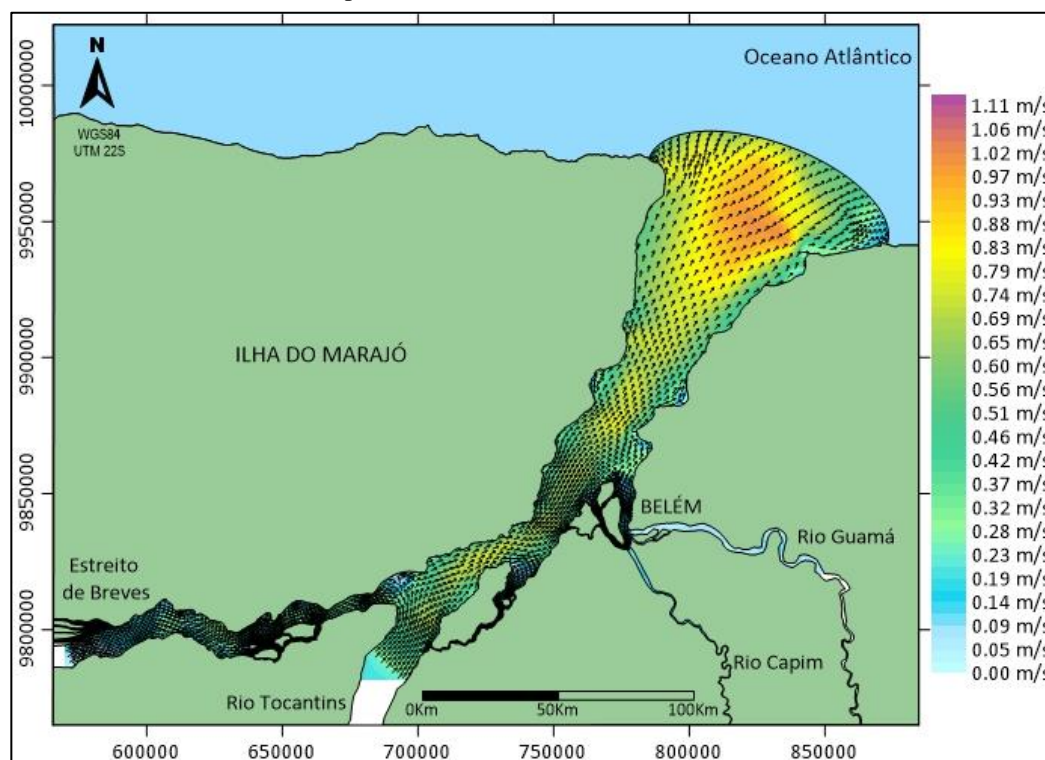 N
WGS84
UTM 22S
Oceano Atlântico
ILHA DO MARAJÓ
BELÉM
Rio Guamá
Estreito
de Breves
Rio Capim
Rio Tocantins
0Km
50Km
100Km
10000000
9950000
9900000
9850000
9800000
600000
650000
700000
750000
800000
850000
1.11 m/s
1.06 m/s
1.02 m/s
0.97 m/s
0.93 m/s
0.88 m/s
0.83 m/s
0.79 m/s
0.74 m/s
0.69 m/s
0.65 m/s
0.60 m/s
0.56 m/s
0.51 m/s
0.46 m/s
0.42 m/s
0.37 m/s
0.32 m/s
0.28 m/s
0.23 m/s
0.19 m/s
0.14 m/s
0.09 m/s
0.05 m/s
0.00 m/s